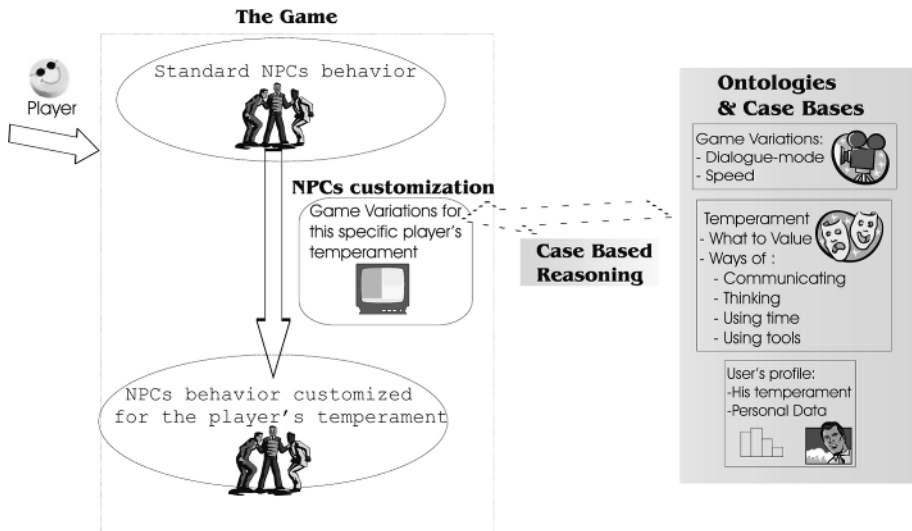 The Game
Player
Standard NPCs behavior
NPCs customization
Game Variations for
this specific player's
temperament
Case Based
Reasoning
NPCs behavior customized
for the player's temperament
Ontologies
& Case Bases
Game Variations:
- Dialogue-mode
- Speed
Temperament
- What to Value
- Ways of :
- Communicating
- Thinking
- Using time
- Using tools
User's profile:
-His temperament
-Personal Data